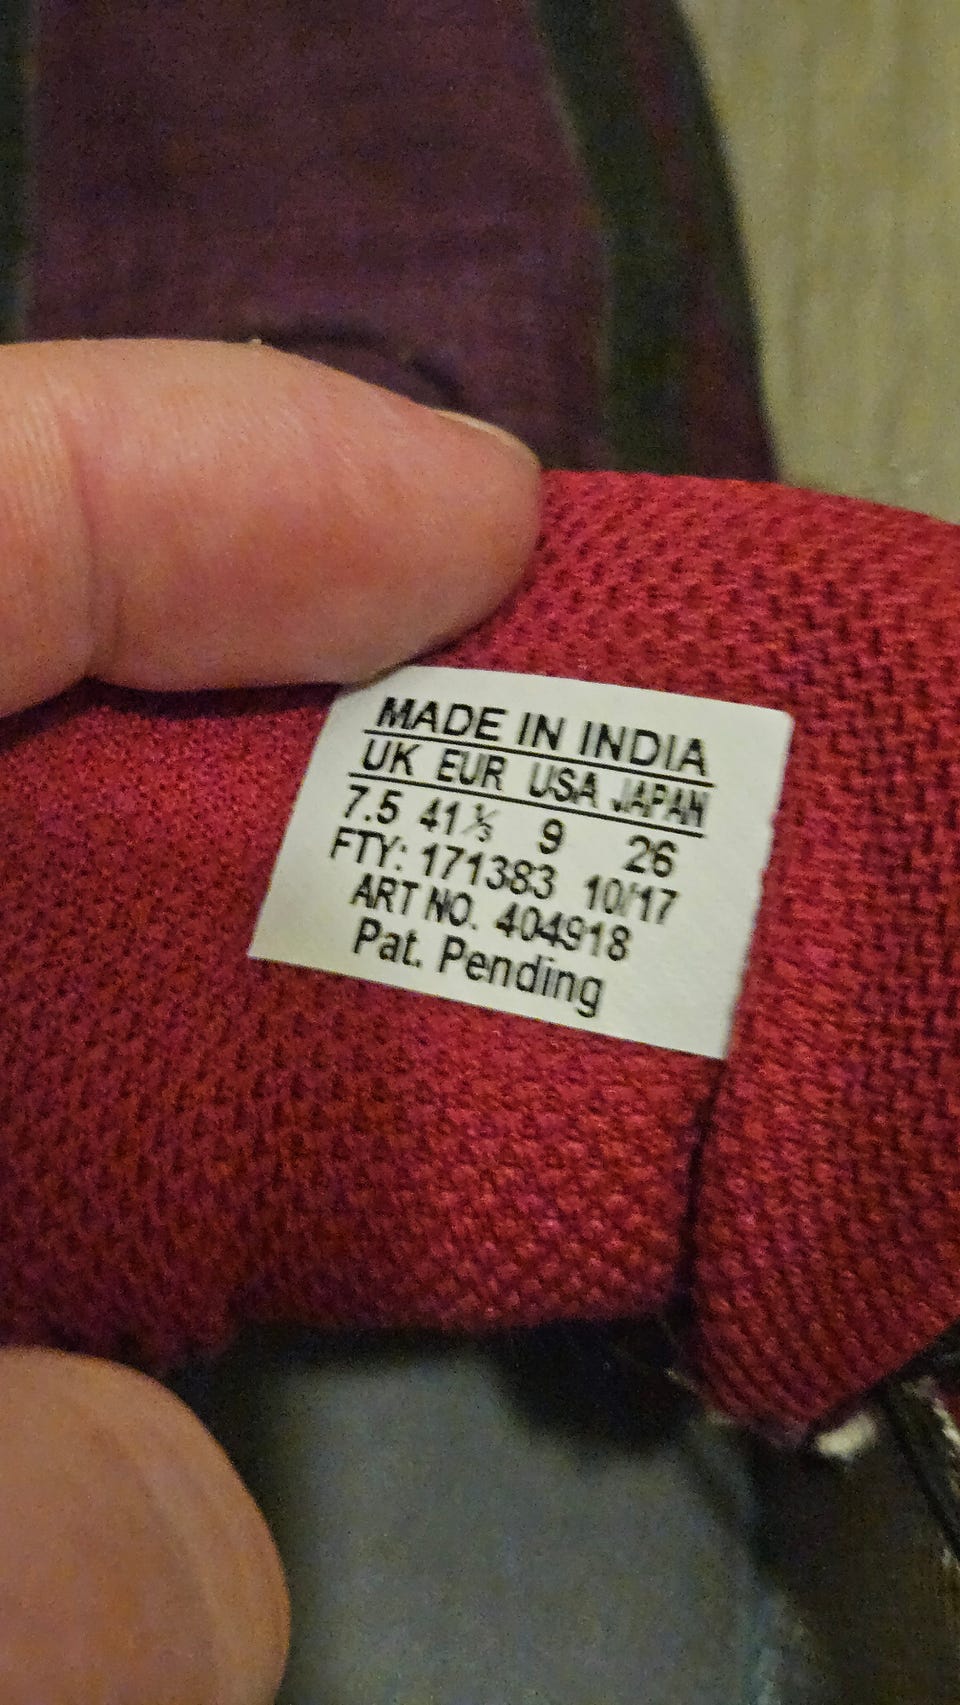 MADE IN INDIA
UK EUR USA JAPAN
7.5 41⅓ 9 26
FTY: 171383 10/17
ART NO. 404918
Pat. Pending